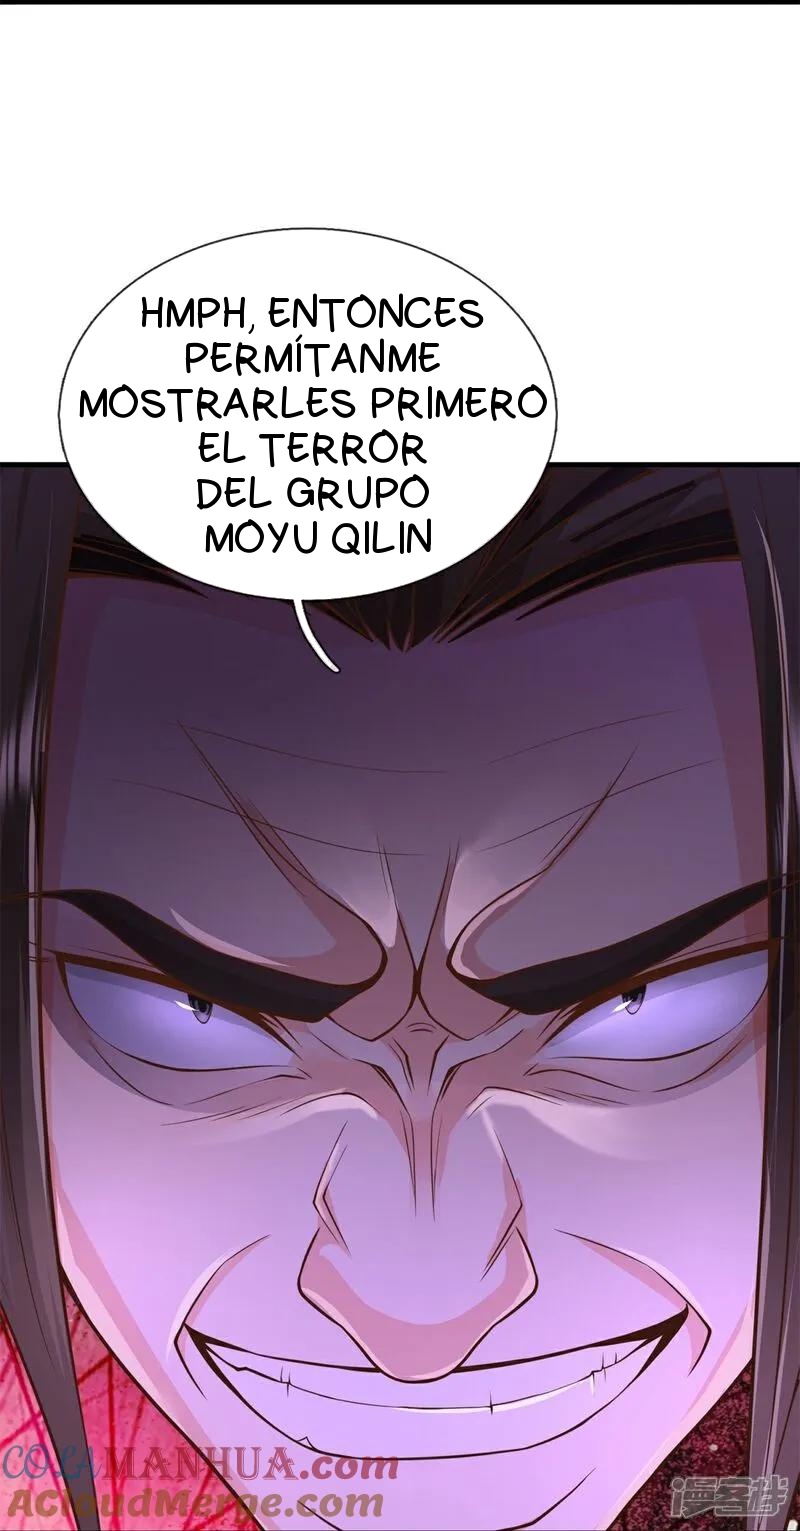 HMPH, ENTONCES
PERMÍTANME
MOSTRARLES PRIMERO
EL TERROR
DEL GRUPO
MOYU QILIN
COLAMANHUA.com
AcloudMerge.com
漫客栈